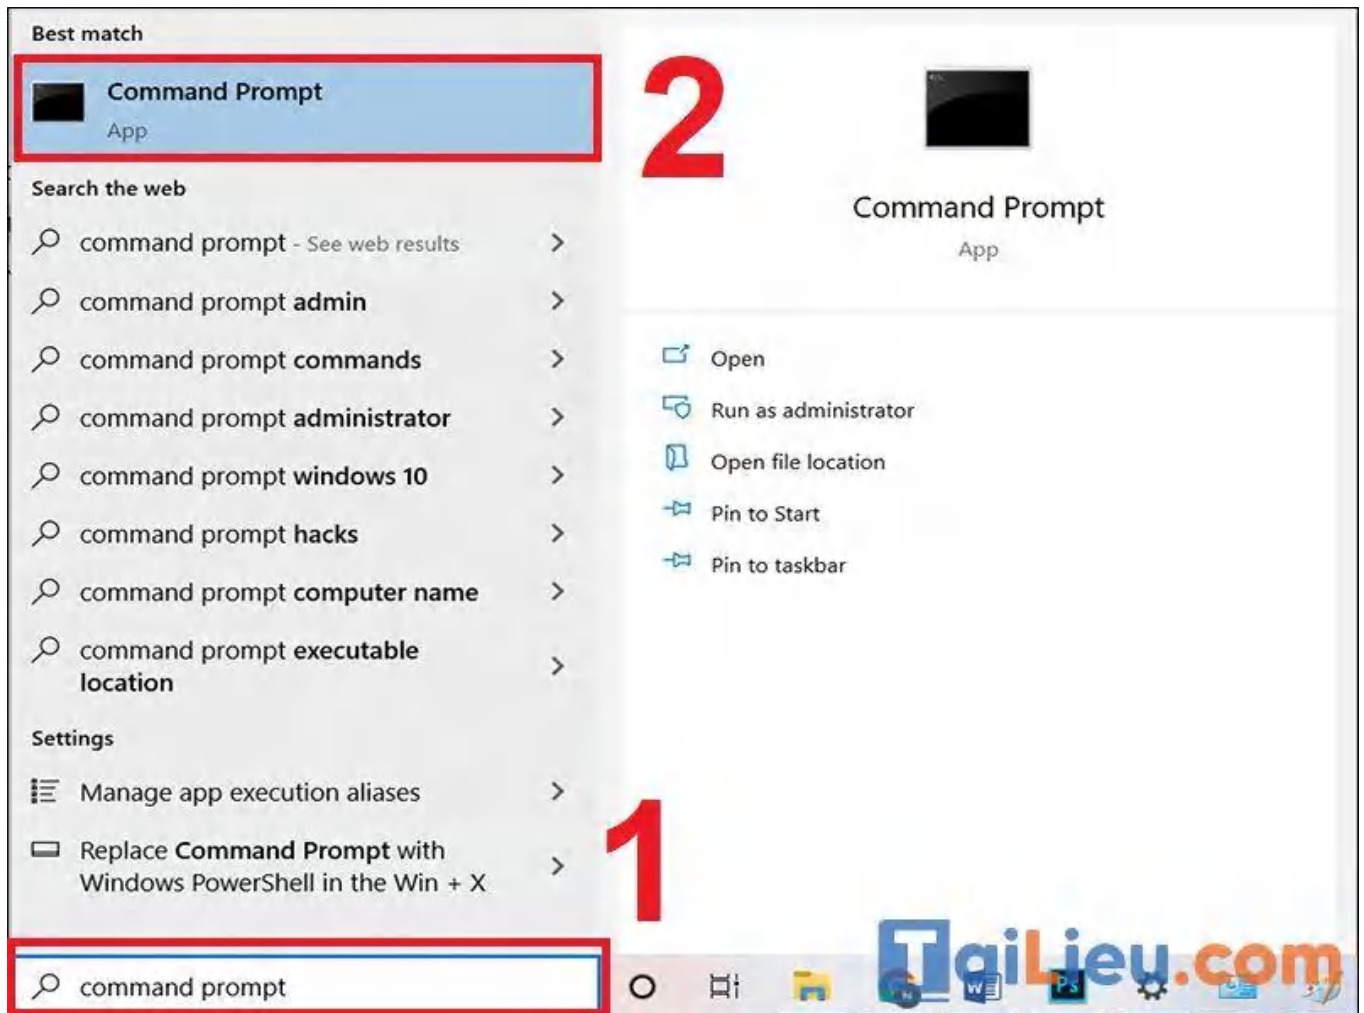 Best match
Command Prompt
App
Search the web
command prompt - See web results
command prompt admin
command prompt commands
command prompt administrator
command prompt windows 10
command prompt hacks
command prompt computer name
command prompt executable
location
Settings
Manage app execution aliases
Replace Command Prompt with
Windows PowerShell in the Win + X
command prompt
1
2
Command Prompt
App
Open
Run as administrator
Open file location
Pin to Start
Pin to taskbar
TaiLieu.com
W
Ps